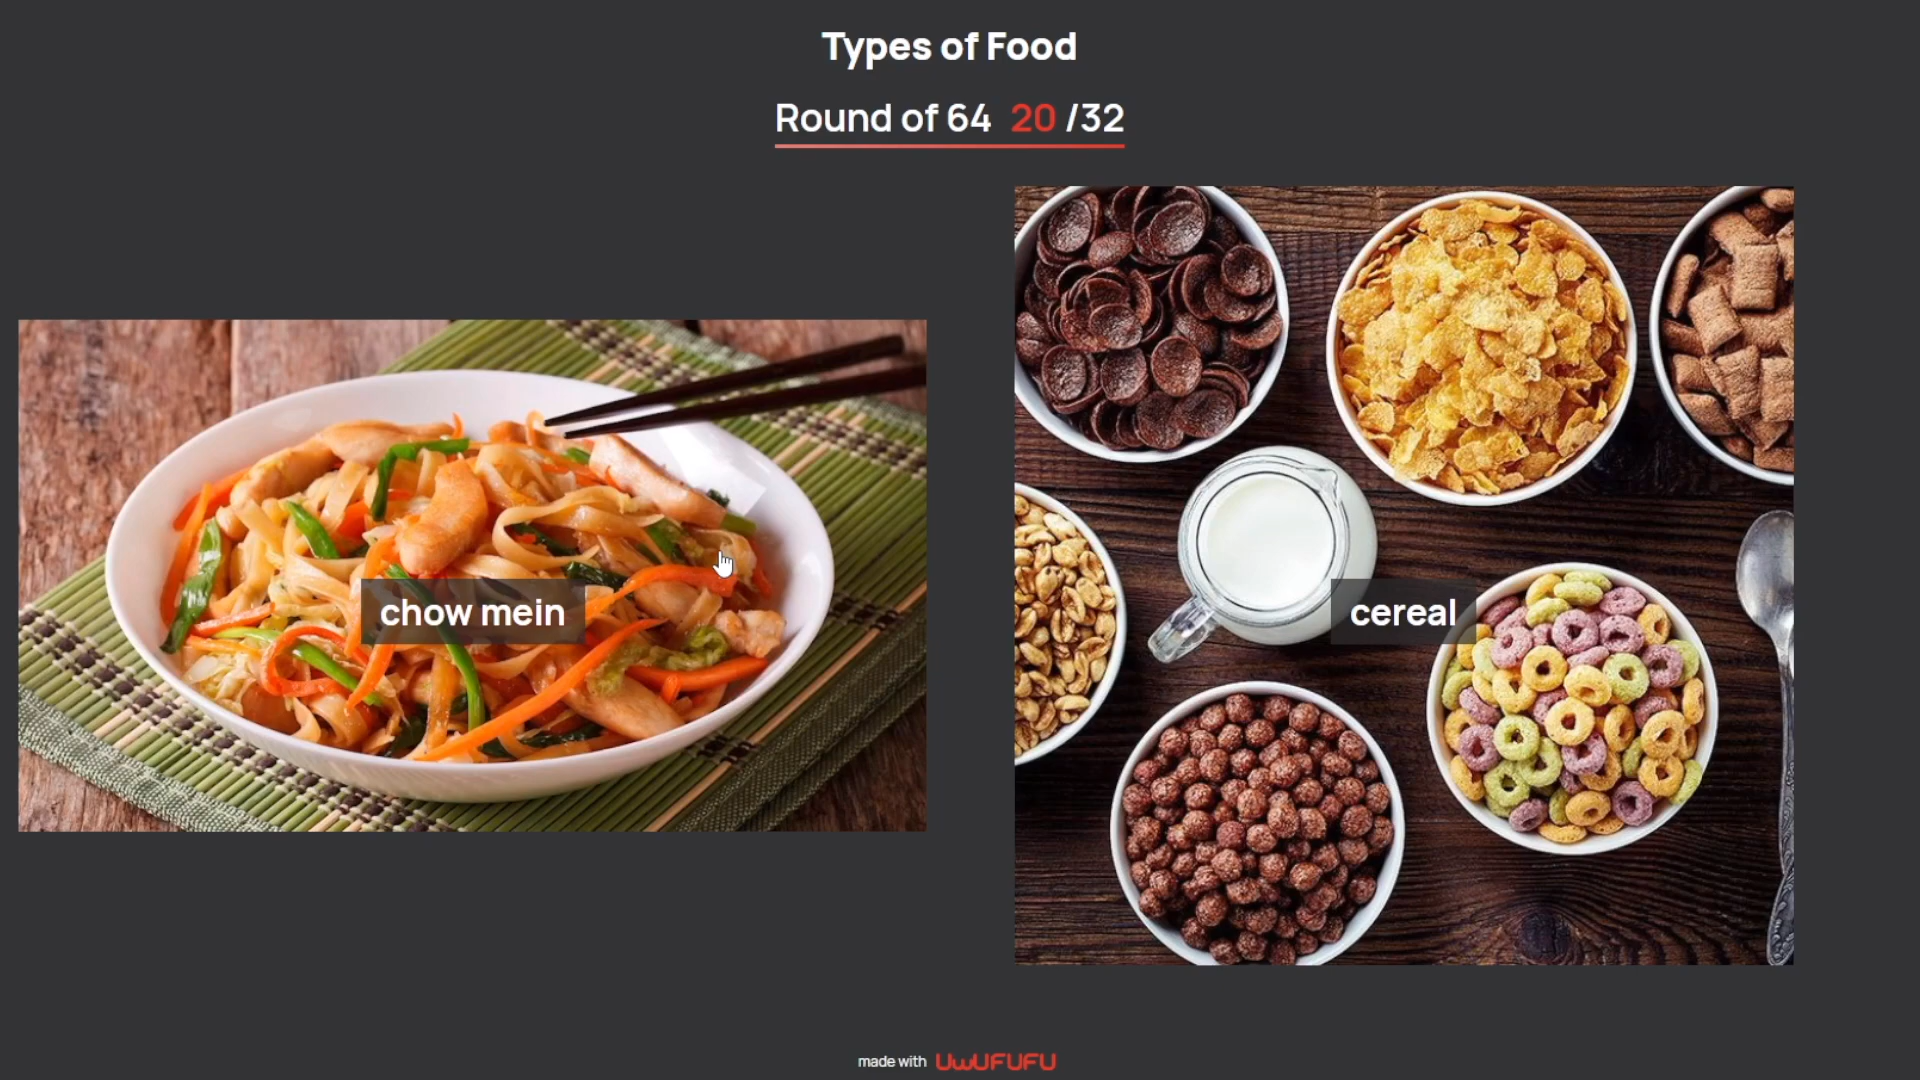 Types of Food
Round of 64 20 /32
chow mein
cereal
made with UwUFUFU